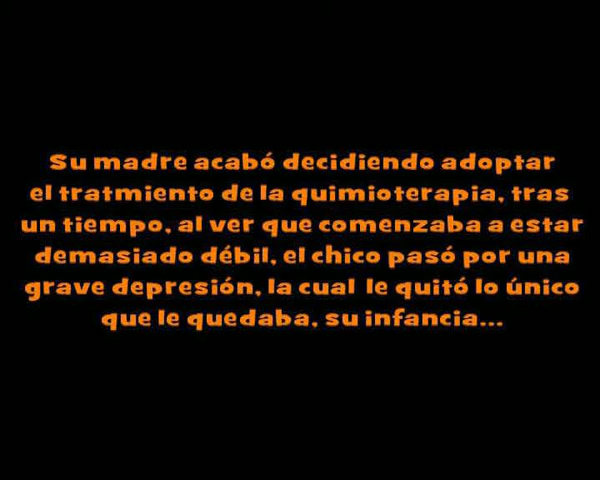 Su madre acabó decidiendo adoptar
el tratmiento de la quimioterapia, tras
un tiempo, al ver que comenzaba a estar
demasiado débil, el chico pasó por una
grave depresión, la cual le quitó lo único
que le quedaba, su infancia...